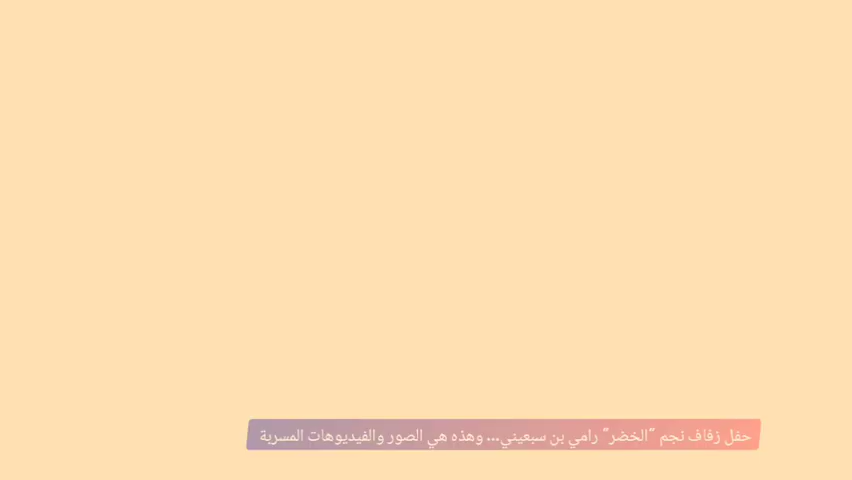 حفل زفاف نجم "الخضر" رامي بن سبعيني... وهذه هي الصور والفيديوهات المسربة